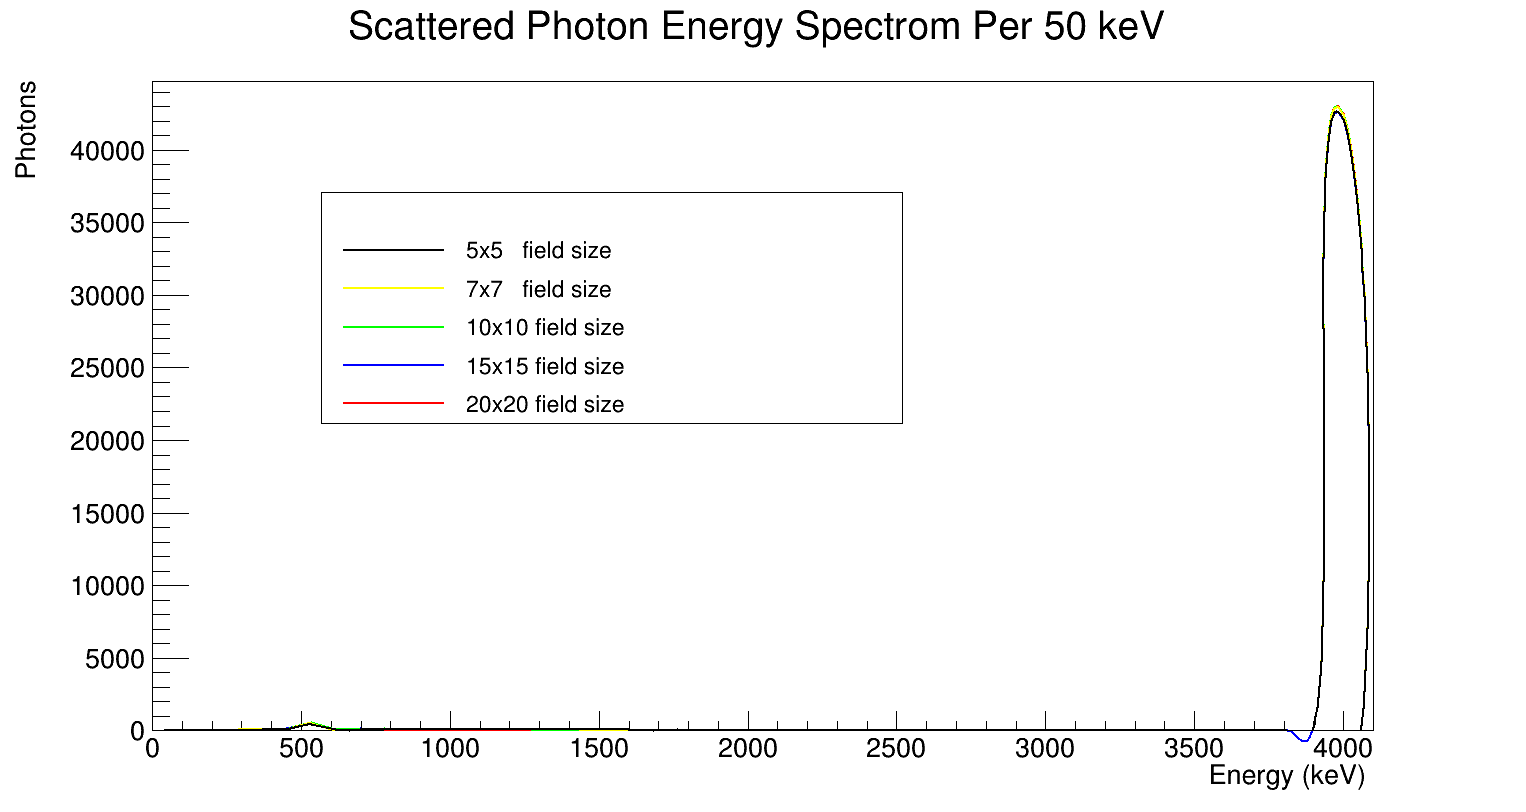 Scattered Photon Energy Spectrom Per 50 keV
Photons
40000
35000
30000
25000
20000
15000
10000
5000
0
5x5 field size
7x7 field size
10x10 field size
15x15 field size
20x20 field size
0 500 1000 1500 2000 2500 3000 3500 4000
Energy (keV)